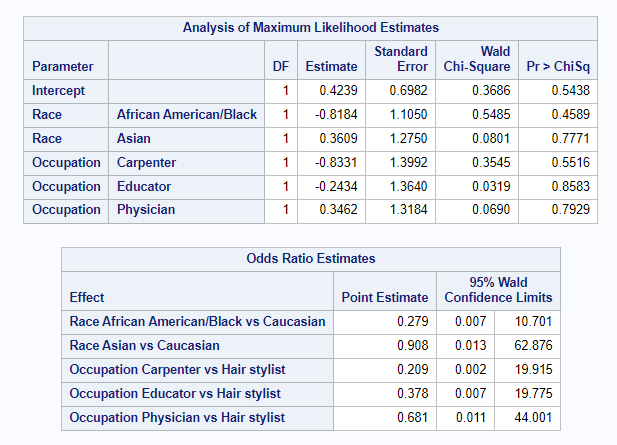 Analysis of Maximum Likelihood Estimates
Parameter DF Estimate Standard Error Wald Chi-Square Pr > ChiSq
Intercept 1 0.4239 0.6982 0.3686 0.5438
Race African American/Black 1 -0.8184 1.1050 0.5485 0.4589
Race Asian 1 0.3609 1.2750 0.0801 0.7771
Occupation Carpenter 1 -0.8331 1.3992 0.3545 0.5516
Occupation Educator 1 -0.2434 1.3640 0.0319 0.8583
Occupation Physician 1 0.3462 1.3184 0.0690 0.7929
Odds Ratio Estimates
Effect Point Estimate 95% Wald Confidence Limits
Race African American/Black vs Caucasian 0.279 0.007 10.701
Race Asian vs Caucasian 0.908 0.013 62.876
Occupation Carpenter vs Hair stylist 0.209 0.002 19.915
Occupation Educator vs Hair stylist 0.378 0.007 19.775
Occupation Physician vs Hair stylist 0.681 0.011 44.001